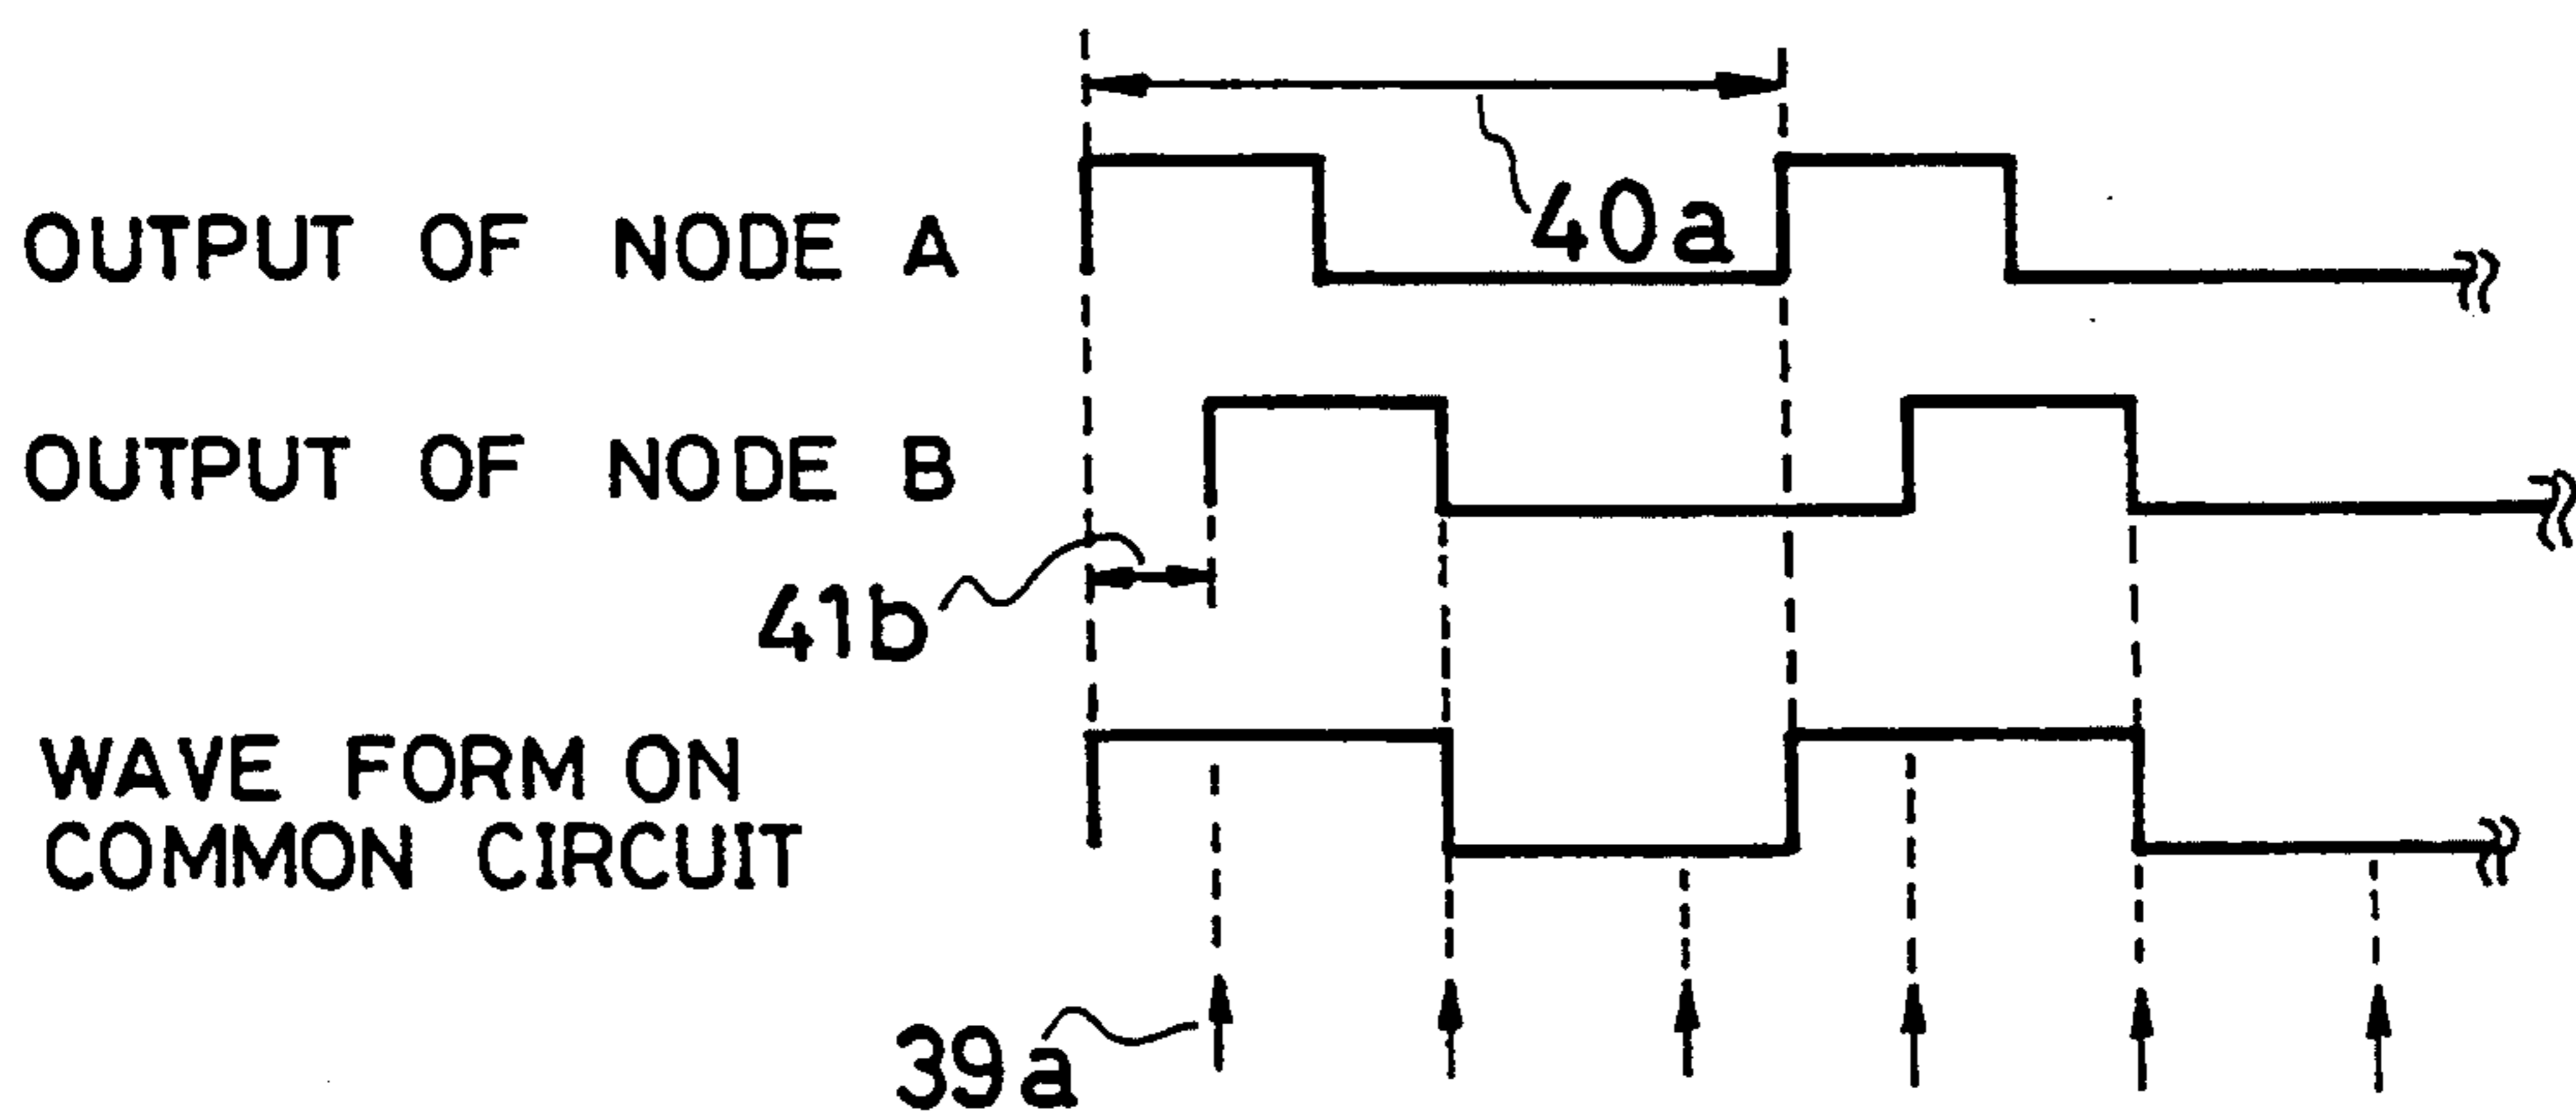 40a
OUTPUT OF NODE A
OUTPUT OF NODE B
41b
WAVE FORM ON
COMMON CIRCUIT
39a